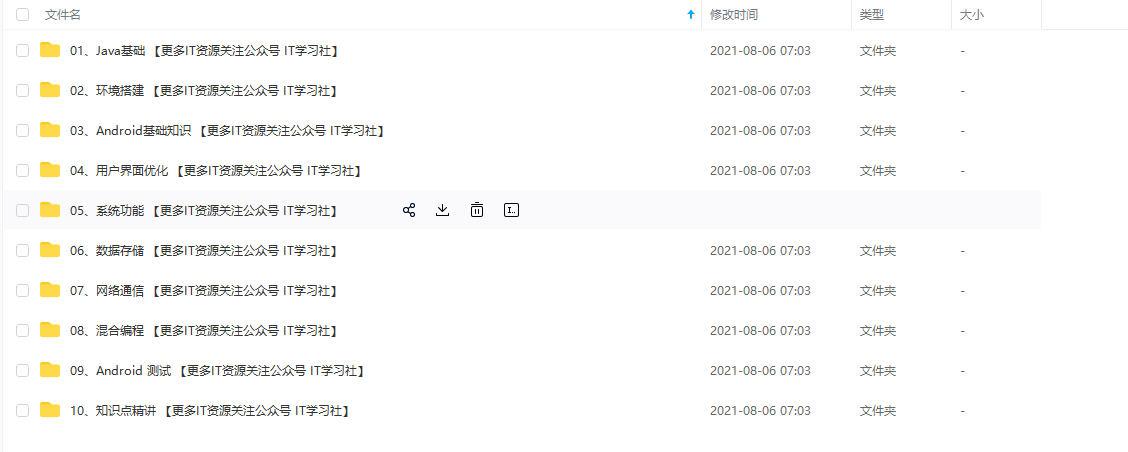 文件名 修改时间 类型 大小
01、Java基础 【更多IT资源关注公众号 IT学习社】 2021-08-06 07:03 文件夹 -
02、环境搭建 【更多IT资源关注公众号 IT学习社】 2021-08-06 07:03 文件夹 -
03、Android基础知识 【更多IT资源关注公众号 IT学习社】 2021-08-06 07:03 文件夹 -
04、用户界面优化 【更多IT资源关注公众号 IT学习社】 2021-08-06 07:03 文件夹 -
05、系统功能 【更多IT资源关注公众号 IT学习社】
06、数据存储 【更多IT资源关注公众号 IT学习社】 2021-08-06 07:03 文件夹 -
07、网络通信 【更多IT资源关注公众号 IT学习社】 2021-08-06 07:03 文件夹 -
08、混合编程 【更多IT资源关注公众号 IT学习社】 2021-08-06 07:03 文件夹 -
09、Android 测试 【更多IT资源关注公众号 IT学习社】 2021-08-06 07:03 文件夹 -
10、知识点精讲 【更多IT资源关注公众号 IT学习社】 2021-08-06 07:03 文件夹 -